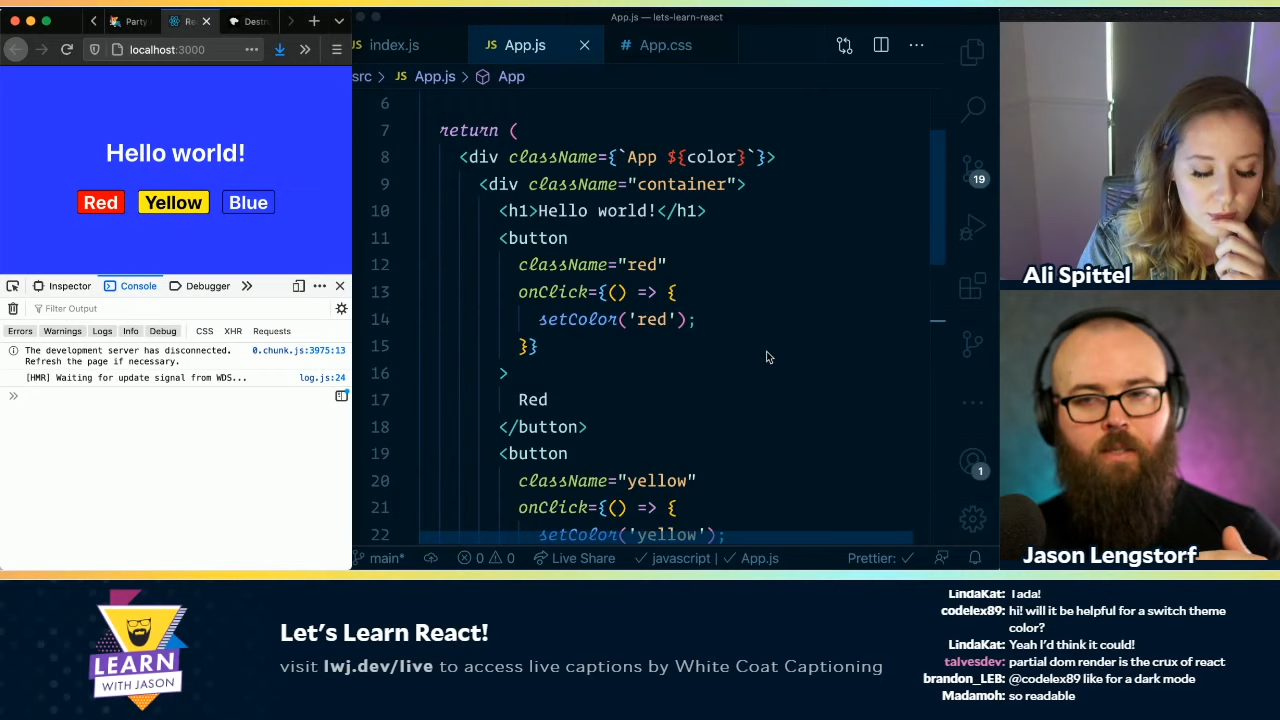 Party
Re
Destru
localhost:3000
Hello world!
Red
Yellow
Blue
Inspector
Console
Debugger
Filter Output
Errors
Warnings
Logs
Info
Debug
CSS
XHR
Requests
The development server has disconnected.
Refresh the page if necessary.
0.chunk.js:3975:13
[HMR] Waiting for update signal from WDS...
log.js:24
App.js — lets-learn-react
JS index.js
JS App.js
# App.css
src > JS App.js > App
6
7 return (
8 <div className={`App ${color}`}>
9 <div className="container">
10 <h1>Hello world!</h1>
11 <button
12 className="red"
13 onClick={() => {
14 setColor('red');
15 }}
16 >
17 Red
18 </button>
19 <button
20 className="yellow"
21 onClick={() => {
22 setColor('yellow');
main*
0
0
Live Share
javascript | ✓ App.js
Prettier: ✓
19
1
Ali Spittel
Jason Lengstorf
LEARN
WITH JASON
Let's Learn React!
visit lwj.dev/live to access live captions by White Coat Captioning
LindaKat: Tada!
codelex89: hi! will it be helpful for a switch theme
color?
LindaKat: Yeah I'd think it could!
talvesdev: partial dom render is the crux of react
brandon_LEB: @codelex89 like for a dark mode
Madamoh: so readable